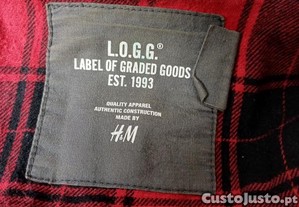 L.O.G.G.®
LABEL OF GRADED GOODS
EST. 1993
QUALITY APPAREL
AUTHENTIC CONSTRUCTION
MADE BY
H&M
CustoJusto.pt